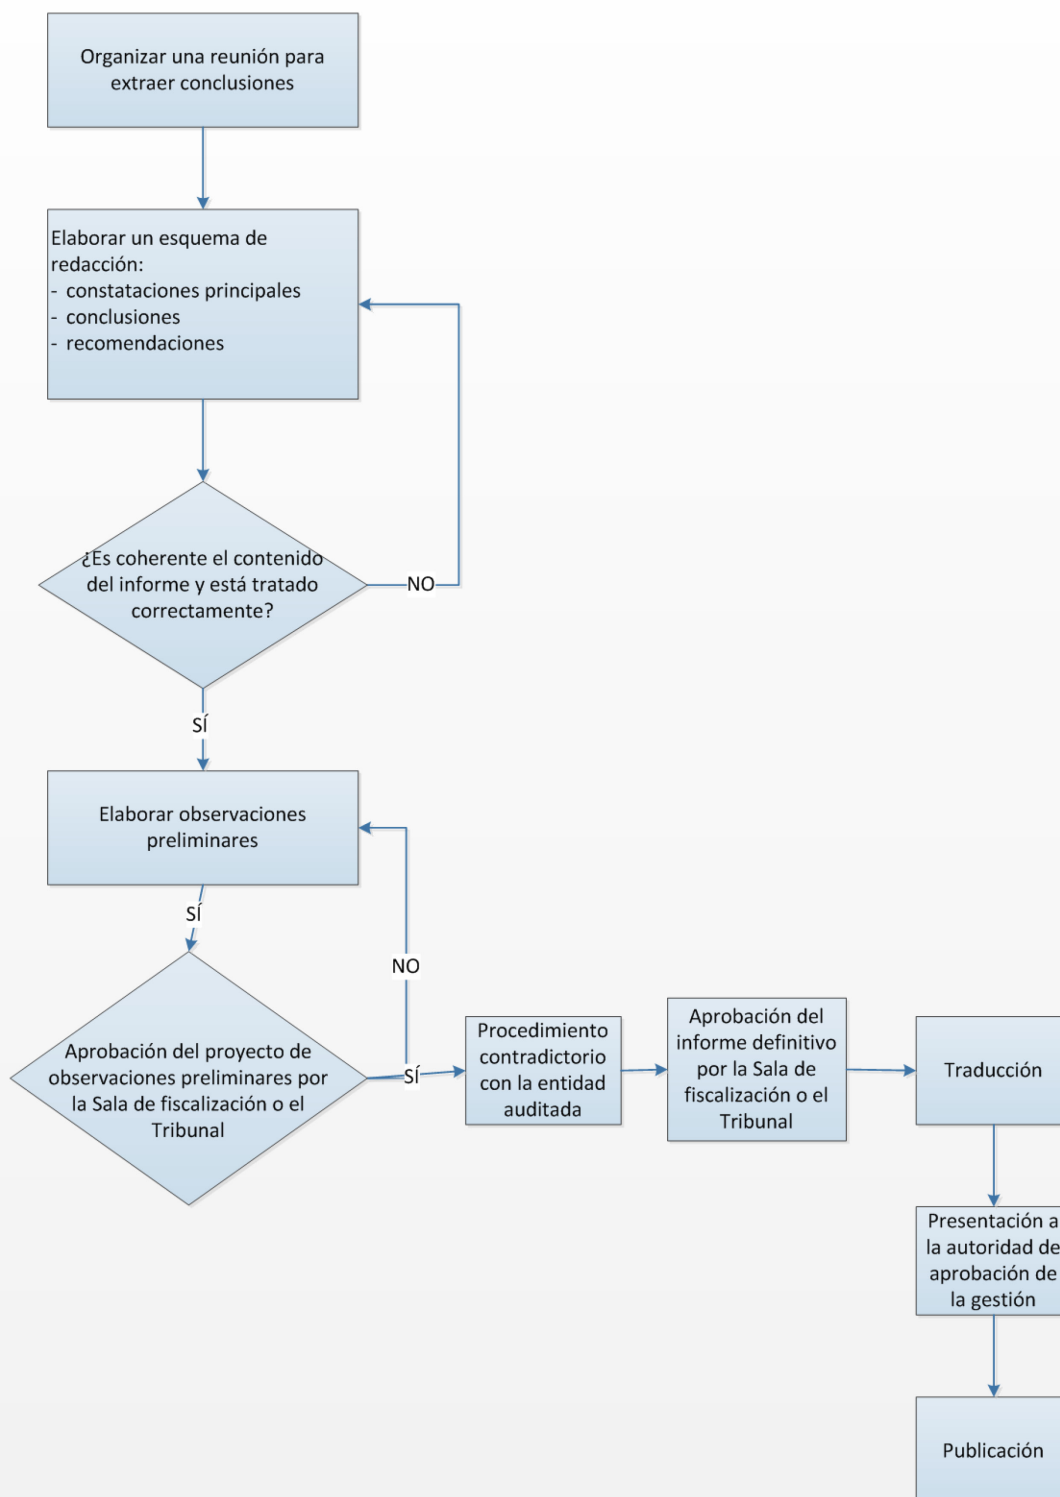 Organizar una reunión para
extraer conclusiones
Elaborar un esquema de
redacción:
- constataciones principales
- conclusiones
- recomendaciones
¿Es coherente el contenido
del informe y está tratado
correctamente?
NO
SÍ
Elaborar observaciones
preliminares
SÍ
NO
Aprobación del proyecto de
observaciones preliminares por
la Sala de fiscalización o el
Tribunal
SÍ
Procedimiento
contradictorio
con la entidad
auditada
Aprobación del
informe definitivo
por la Sala de
fiscalización o el
Tribunal
Traducción
Presentación a
la autoridad de
aprobación de
la gestión
Publicación